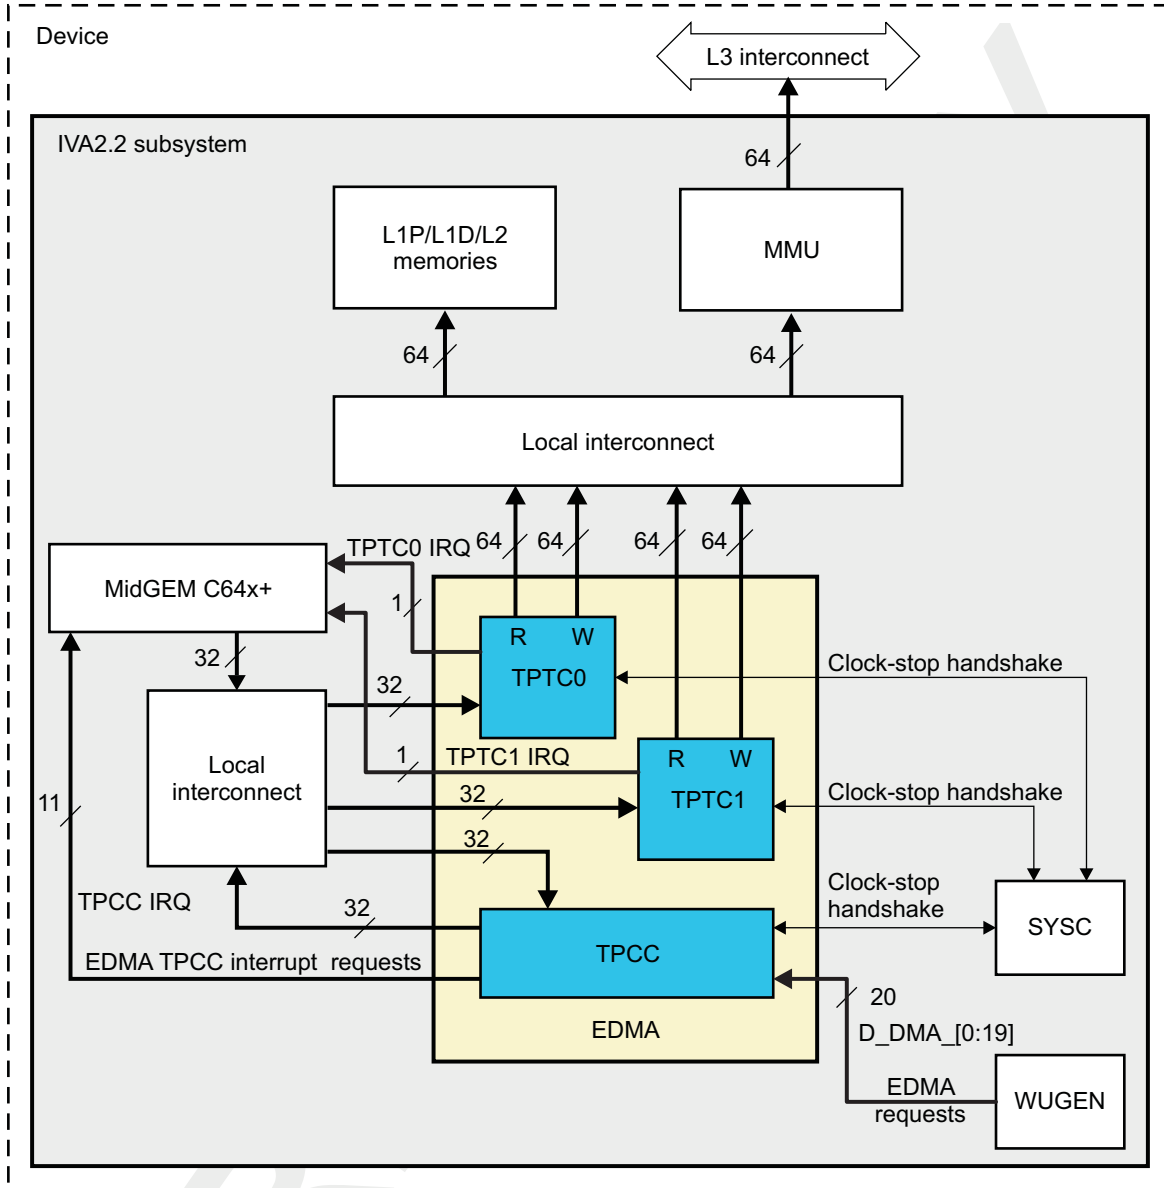 Device
L3 interconnect
IVA2.2 subsystem
64
L1P/L1D/L2
memories
MMU
64
64
Local interconnect
64
64
64
64
TPTC0 IRQ
MidGEM C64x+
1
R
W
TPTC0
Clock-stop handshake
32
32
TPTC1 IRQ
1
R
W
TPTC1
Clock-stop handshake
Local
interconnect
11
32
32
Clock-stop
handshake
TPCC IRQ
32
SYSC
TPCC
EDMA TPCC interrupt requests
20
D_DMA_[0:19]
EDMA
EDMA
requests
WUGEN